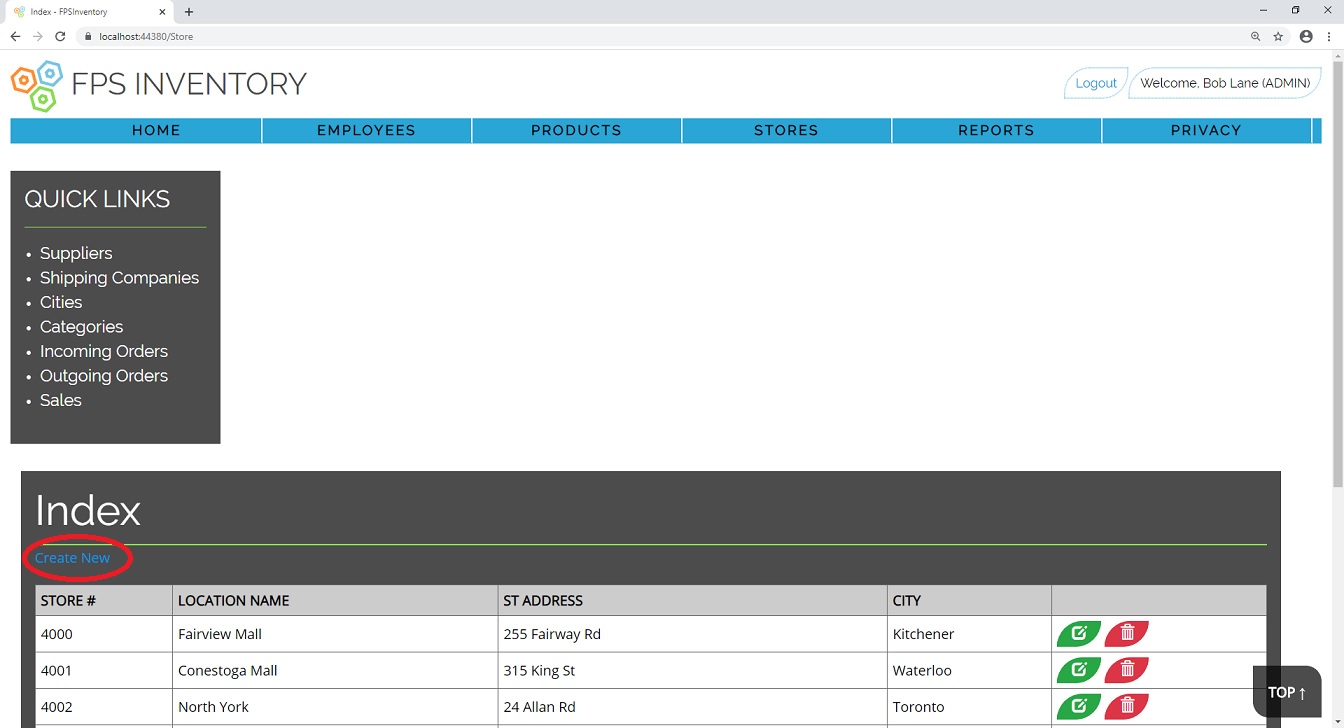 Index - FPSInventory
localhost:44380/Store
FPS INVENTORY
Logout
Welcome, Bob Lane (ADMIN)
HOME EMPLOYEES PRODUCTS STORES REPORTS PRIVACY
QUICK LINKS
Suppliers
Shipping Companies
Cities
Categories
Incoming Orders
Outgoing Orders
Sales
Index
Create New
STORE # LOCATION NAME ST ADDRESS CITY
4000 Fairview Mall 255 Fairway Rd Kitchener
4001 Conestoga Mall 315 King St Waterloo
4002 North York 24 Allan Rd Toronto
TOP ↑